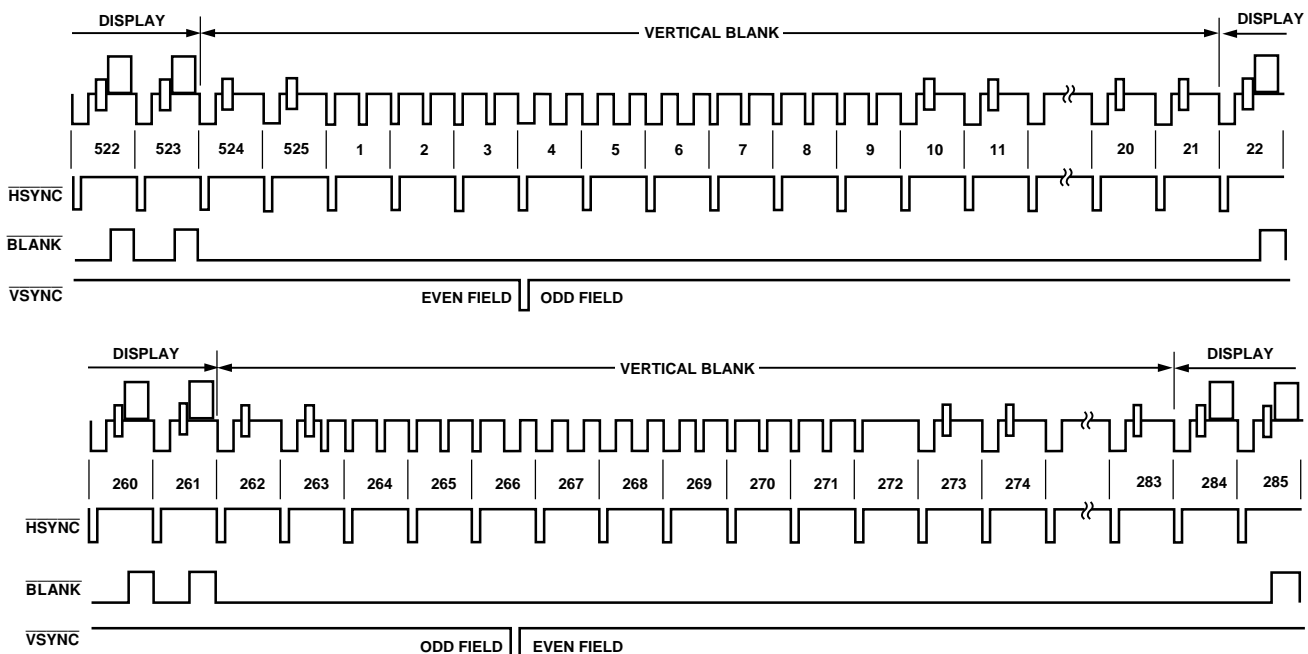 DISPLAY VERTICAL BLANK DISPLAY
522 523 524 525 1 2 3 4 5 6 7 8 9 10 11 20 21 22
HSYNC
BLANK
VSYNC EVEN FIELD ODD FIELD
DISPLAY VERTICAL BLANK DISPLAY
260 261 262 263 264 265 266 267 268 269 270 271 272 273 274 283 284 285
HSYNC
BLANK
VSYNC ODD FIELD EVEN FIELD